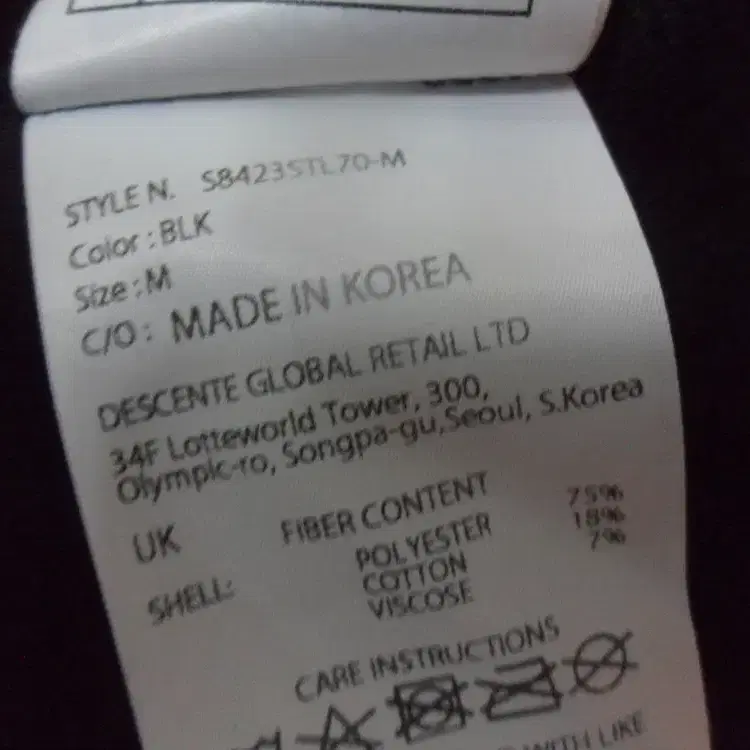 STYLE N. S8423STL70-M
Color : BLK
Size : M
C/O : MADE IN KOREA
DESCENTE GLOBAL RETAIL LTD
34F Lotteworld Tower, 300,
Olympic-ro, Songpa-gu, Seoul, S.Korea
UK FIBER CONTENT
SHELL: POLYESTER 75%
COTTON 18%
VISCOSE 7%
CARE INSTRUCTIONS
WITH LIKE